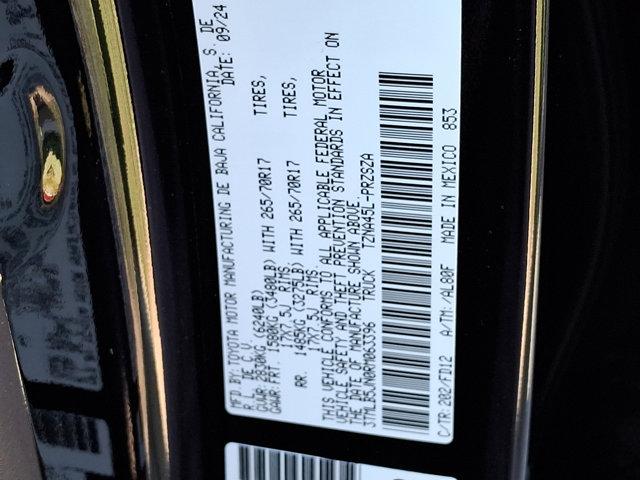 MFD.BY:TOYOTA MOTOR MANUFACTURING DE BAJA CALIFORNIA, S. DE
R.L. DE C.V. DATE: 09/24
GVWR:2830KG (6240LB)
GAWR:FRT. 1580KG (3480LB) WITH 265/70R17 TIRES,
17X7.5J RIMS
RR. 1485KG (3275LB) WITH 265/70R17 TIRES,
17X7.5J RIMS
THIS VEHICLE CONFORMS TO ALL APPLICABLE FEDERAL MOTOR
VEHICLE SAFETY AND THEFT PREVENTION STANDARDS IN EFFECT ON
THE DATE OF MANUFACTURE SHOWN ABOVE.
3TMLB5JN0RM063396 TRUCK TZNA45L-PRZSZA
C/TR:202/FD12 A/TM:/AL80F MADE IN MEXICO 853